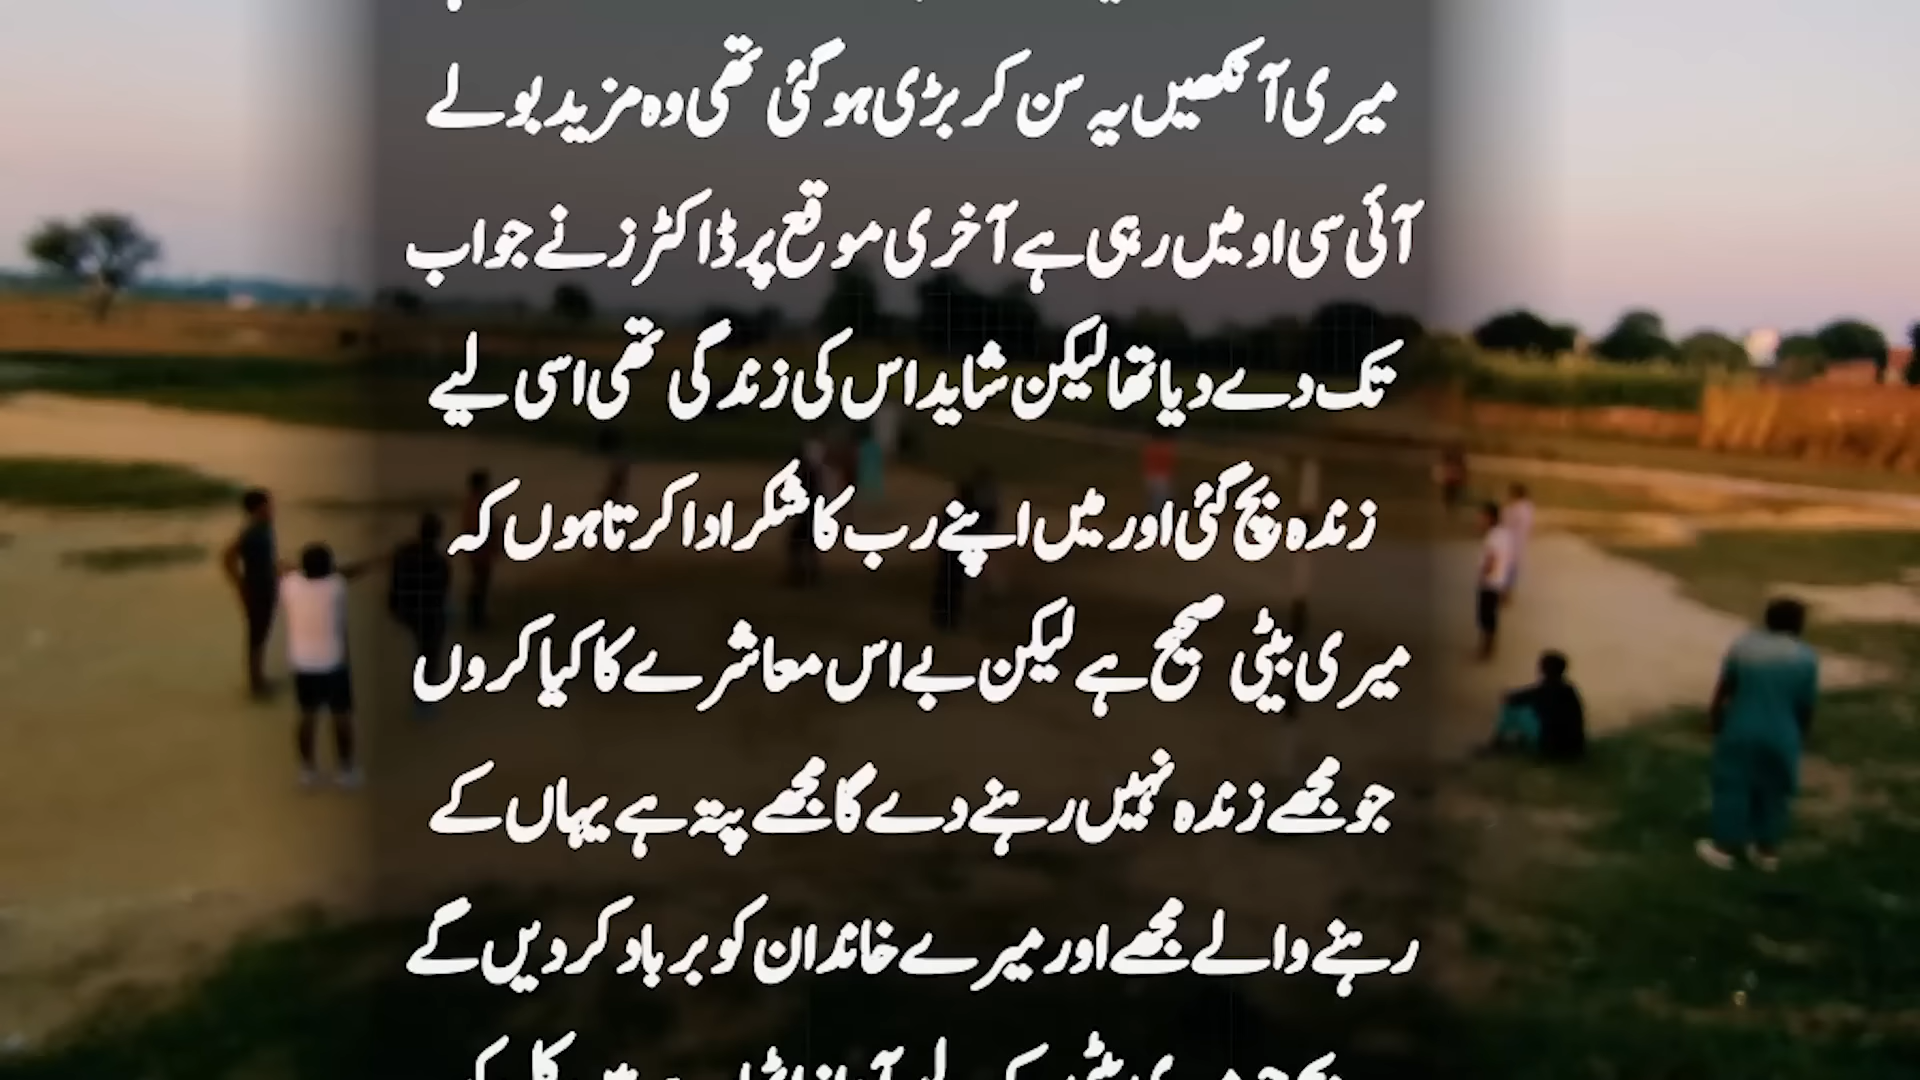 میری آنکھیں یہ سن کر بڑی ہو گئی تھی وہ مزید بولے
آئی سی او میں رہی ہے آخری موقع پر ڈاکٹرز نے جواب
تک دے دیا تھا لیکن شاید اس کی زندگی تھی اسی لیے
زندہ بچ گئی اور میں اپنے رب کا شکر ادا کرتا ہوں کہ
میری بیٹی صحیح ہے لیکن بے اس معاشرے کا کیا کروں
جو مجھے زندہ نہیں رہنے دے گا مجھے پتہ ہے یہاں کے
رہنے والے مجھے اور میرے خاندان کو برباد کر دیں گے